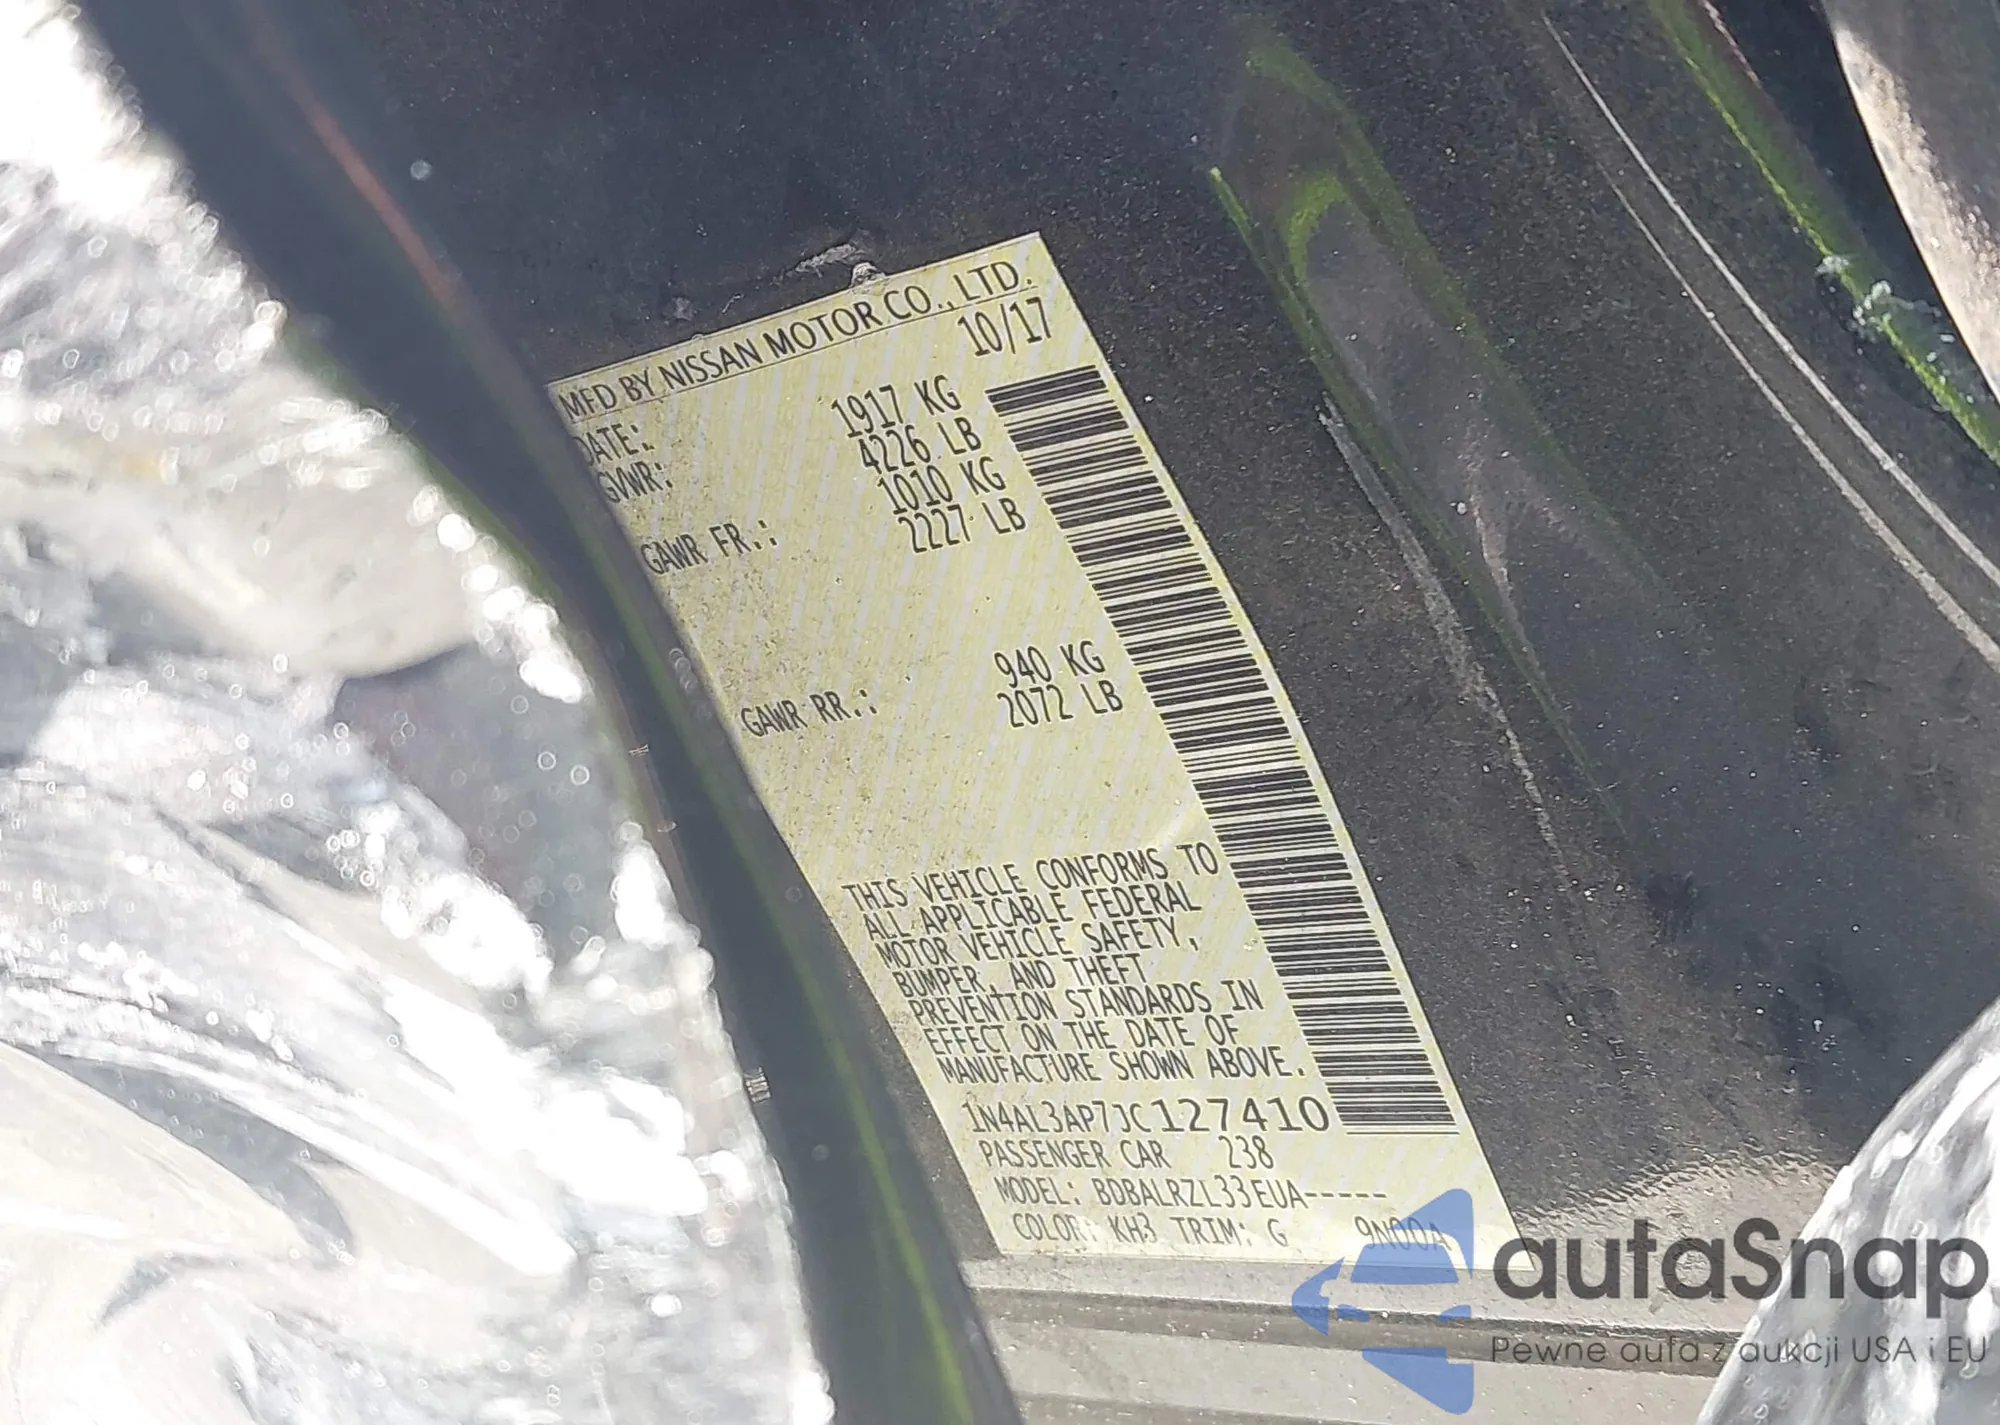 MFD BY NISSAN MOTOR CO., LTD.
DATE: 10/17
GVWR: 1917 KG
4226 LB
GAWR FR.: 1010 KG
2227 LB
GAWR RR.: 940 KG
2072 LB
THIS VEHICLE CONFORMS TO
ALL APPLICABLE FEDERAL
MOTOR VEHICLE SAFETY,
BUMPER, AND THEFT
PREVENTION STANDARDS IN
EFFECT ON THE DATE OF
MANUFACTURE SHOWN ABOVE.
1N4AL3AP7JC127410
PASSENGER CAR 238
MODEL: BDBALRZL33EUA-----
COLOR: KH3 TRIM: G 9N00A
autaSnap
Pewne auta z aukcji USA i EU